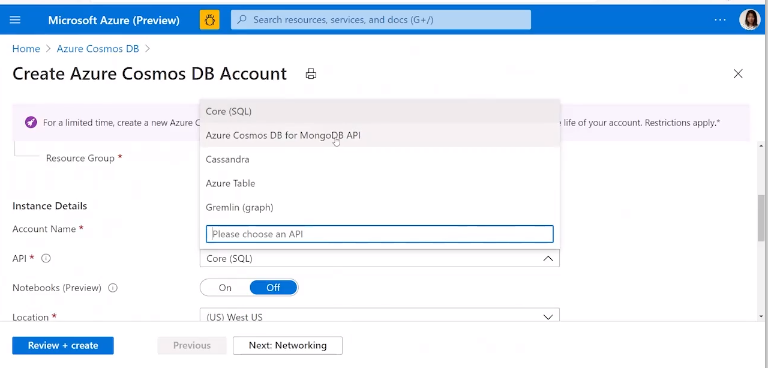 Microsoft Azure (Preview)
Search resources, services, and docs (G+/)
Home > Azure Cosmos DB >
Create Azure Cosmos DB Account
For a limited time, create a new Azure C
life of your account. Restrictions apply.*
Core (SQL)
Azure Cosmos DB for MongoDB API
Resource Group *
Cassandra
Azure Table
Gremlin (graph)
Instance Details
Account Name *
Please choose an API
API *
Core (SQL)
Notebooks (Preview)
On
Off
Location *
(US) West US
Review + create
Previous
Next: Networking